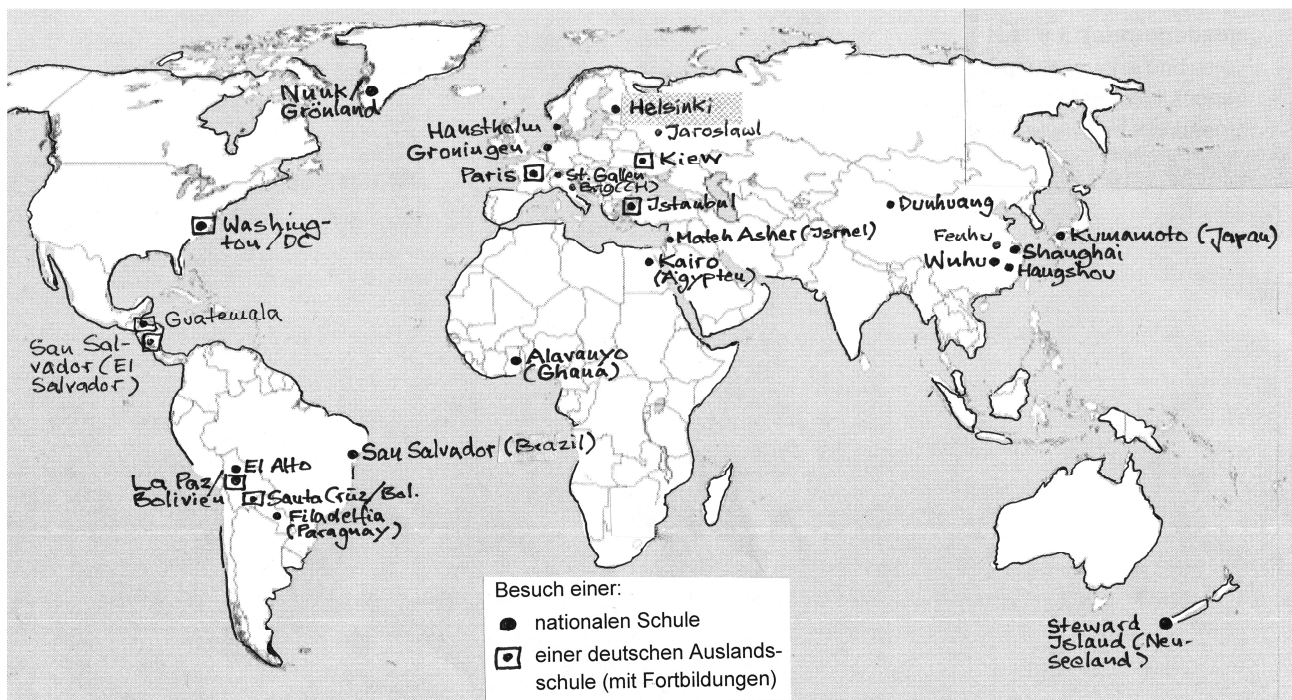 Nuuk/
Grönland
Helsinki
Hanstholm
Jaroslawl
Groningen
Kiew
Paris
St. Gallen
Brig (CH)
Istanbul
Dunhuang
Washing-
ton/DC
Mateh Asher (Israel)
Fenhu
Kumamoto (Japan)
Shanghai
Kairo
(Ägypten)
Wuhu
Hangshou
Guatemala
San Sal-
vador (El
Salvador)
Alavanyo
(Ghana)
San Salvador (Brazil)
El Alto
La Paz/
Bolivien
Santa Crúz/Bol.
Filadelfia
(Paraguay)
Besuch einer:
nationalen Schule
einer deutschen Auslands-
schule (mit Fortbildungen)
Steward
Island (Neu-
seeland)